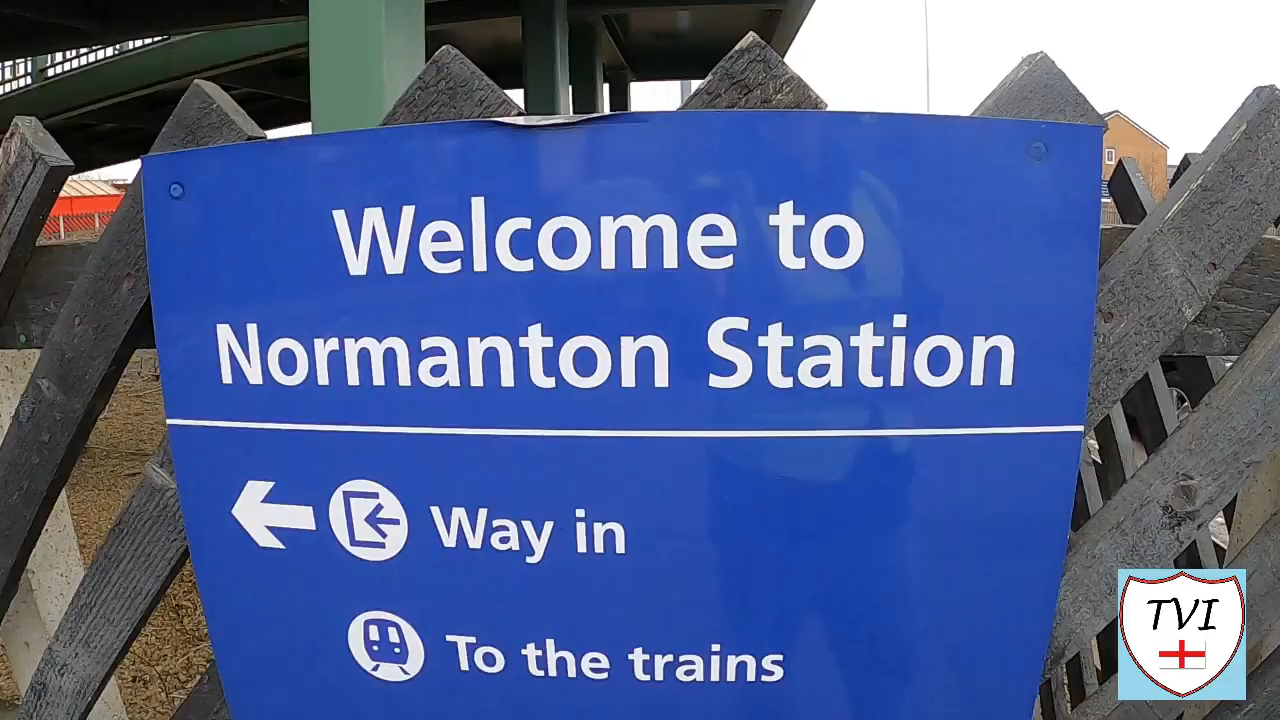 Welcome to
Normanton Station
Way in
To the trains
TVI